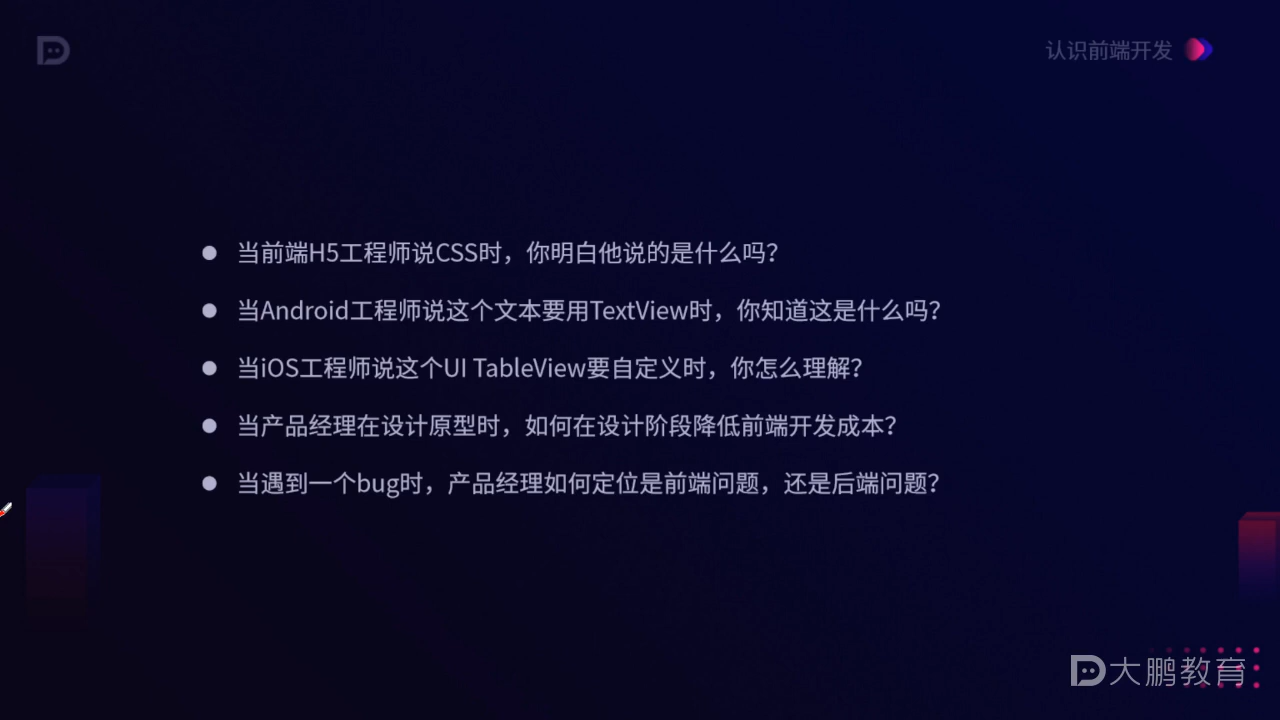 认识前端开发
当前端H5工程师说CSS时，你明白他说的是什么吗？
当Android工程师说这个文本要用TextView时，你知道这是什么吗？
当iOS工程师说这个UI TableView要自定义时，你怎么理解？
当产品经理在设计原型时，如何在设计阶段降低前端开发成本？
当遇到一个bug时，产品经理如何定位是前端问题，还是后端问题？
大鹏教育